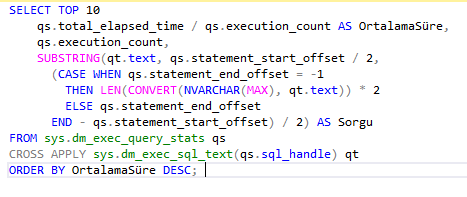 SELECT TOP 10
qs.total_elapsed_time / qs.execution_count AS OrtalamaSüre,
qs.execution_count,
SUBSTRING(qt.text, qs.statement_start_offset / 2,
(CASE WHEN qs.statement_end_offset = -1
THEN LEN(CONVERT(NVARCHAR(MAX), qt.text)) * 2
ELSE qs.statement_end_offset
END - qs.statement_start_offset) / 2) AS Sorgu
FROM sys.dm_exec_query_stats qs
CROSS APPLY sys.dm_exec_sql_text(qs.sql_handle) qt
ORDER BY OrtalamaSüre DESC;